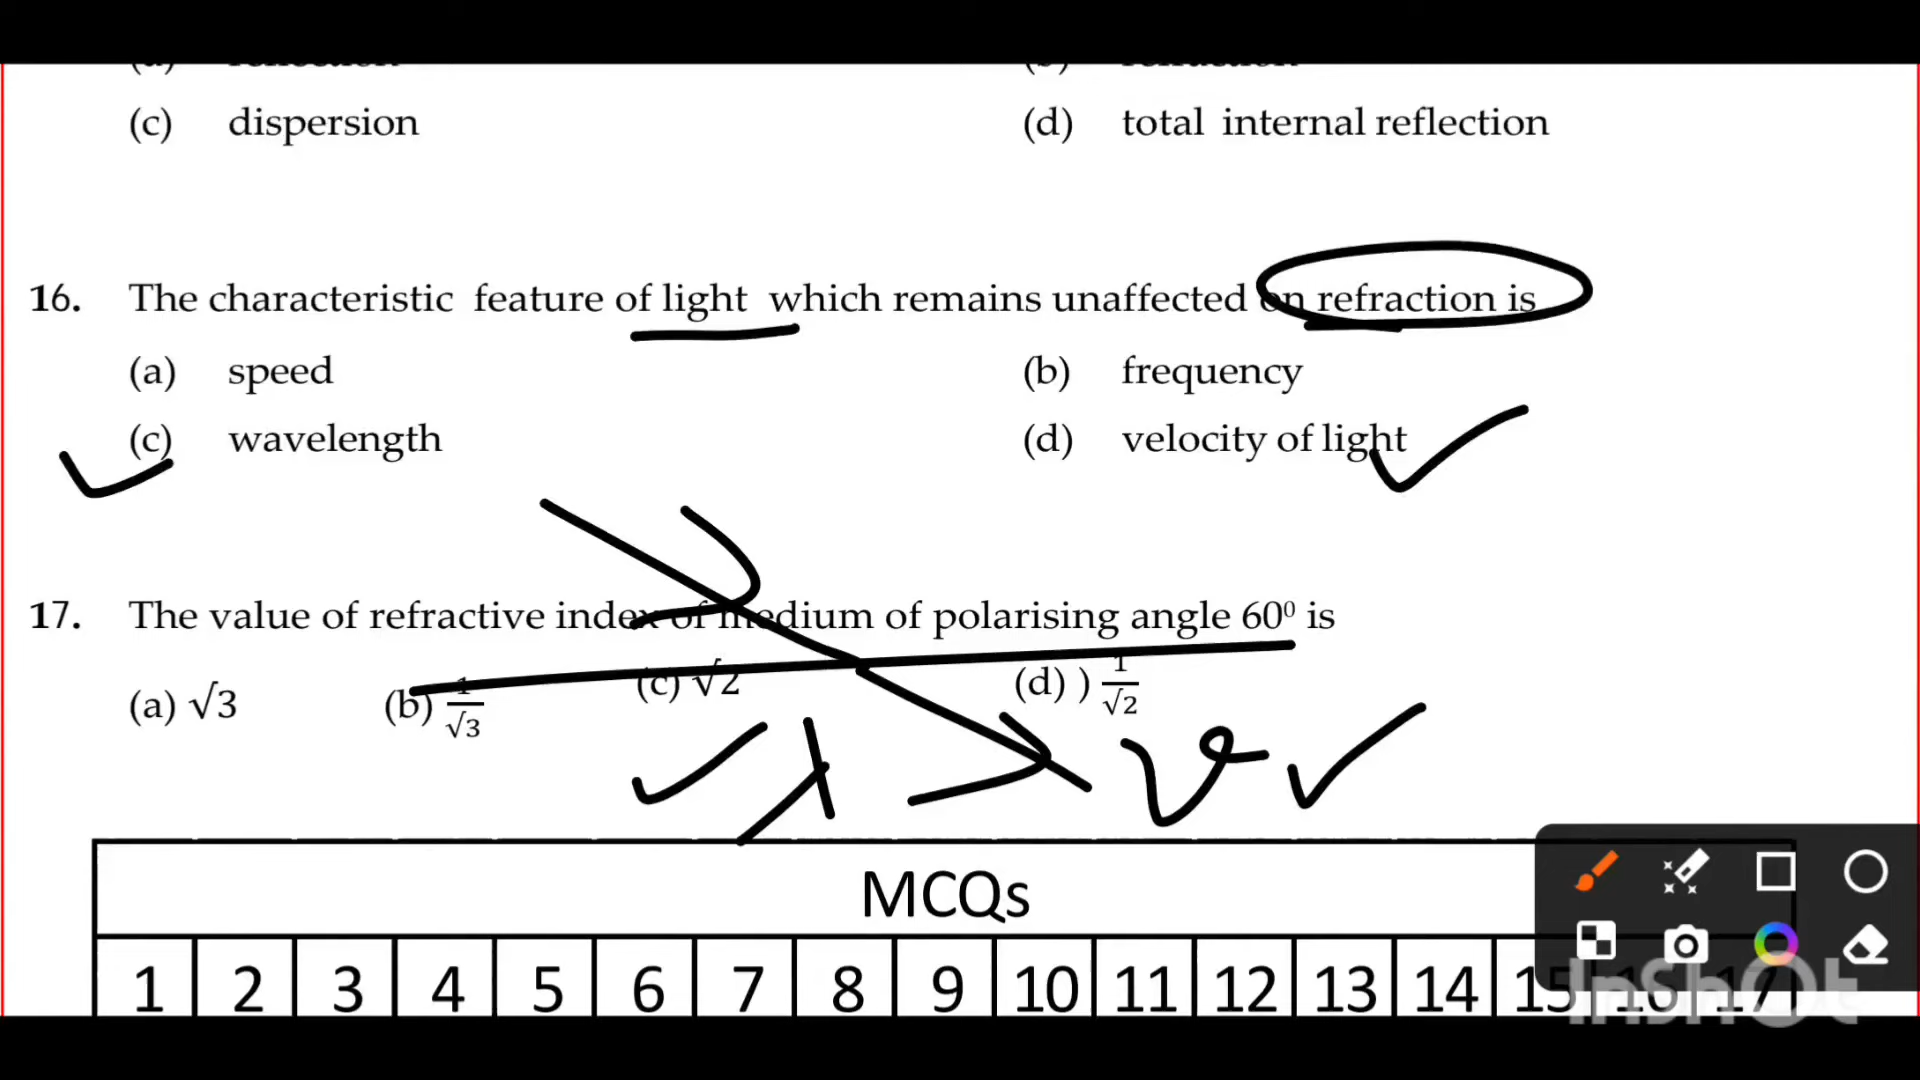 (c) dispersion (d) total internal reflection
16. The characteristic feature of light which remains unaffected on refraction is
(a) speed (b) frequency
(c) wavelength (d) velocity of light
17. The value of refractive index of medium of polarising angle 60⁰ is
(a) √3 (b) 1/√3 (c) √2 (d) ) 1/√2
λ v
MCQs
1 2 3 4 5 6 7 8 9 10 11 12 13 14 15 16 17
InShOt